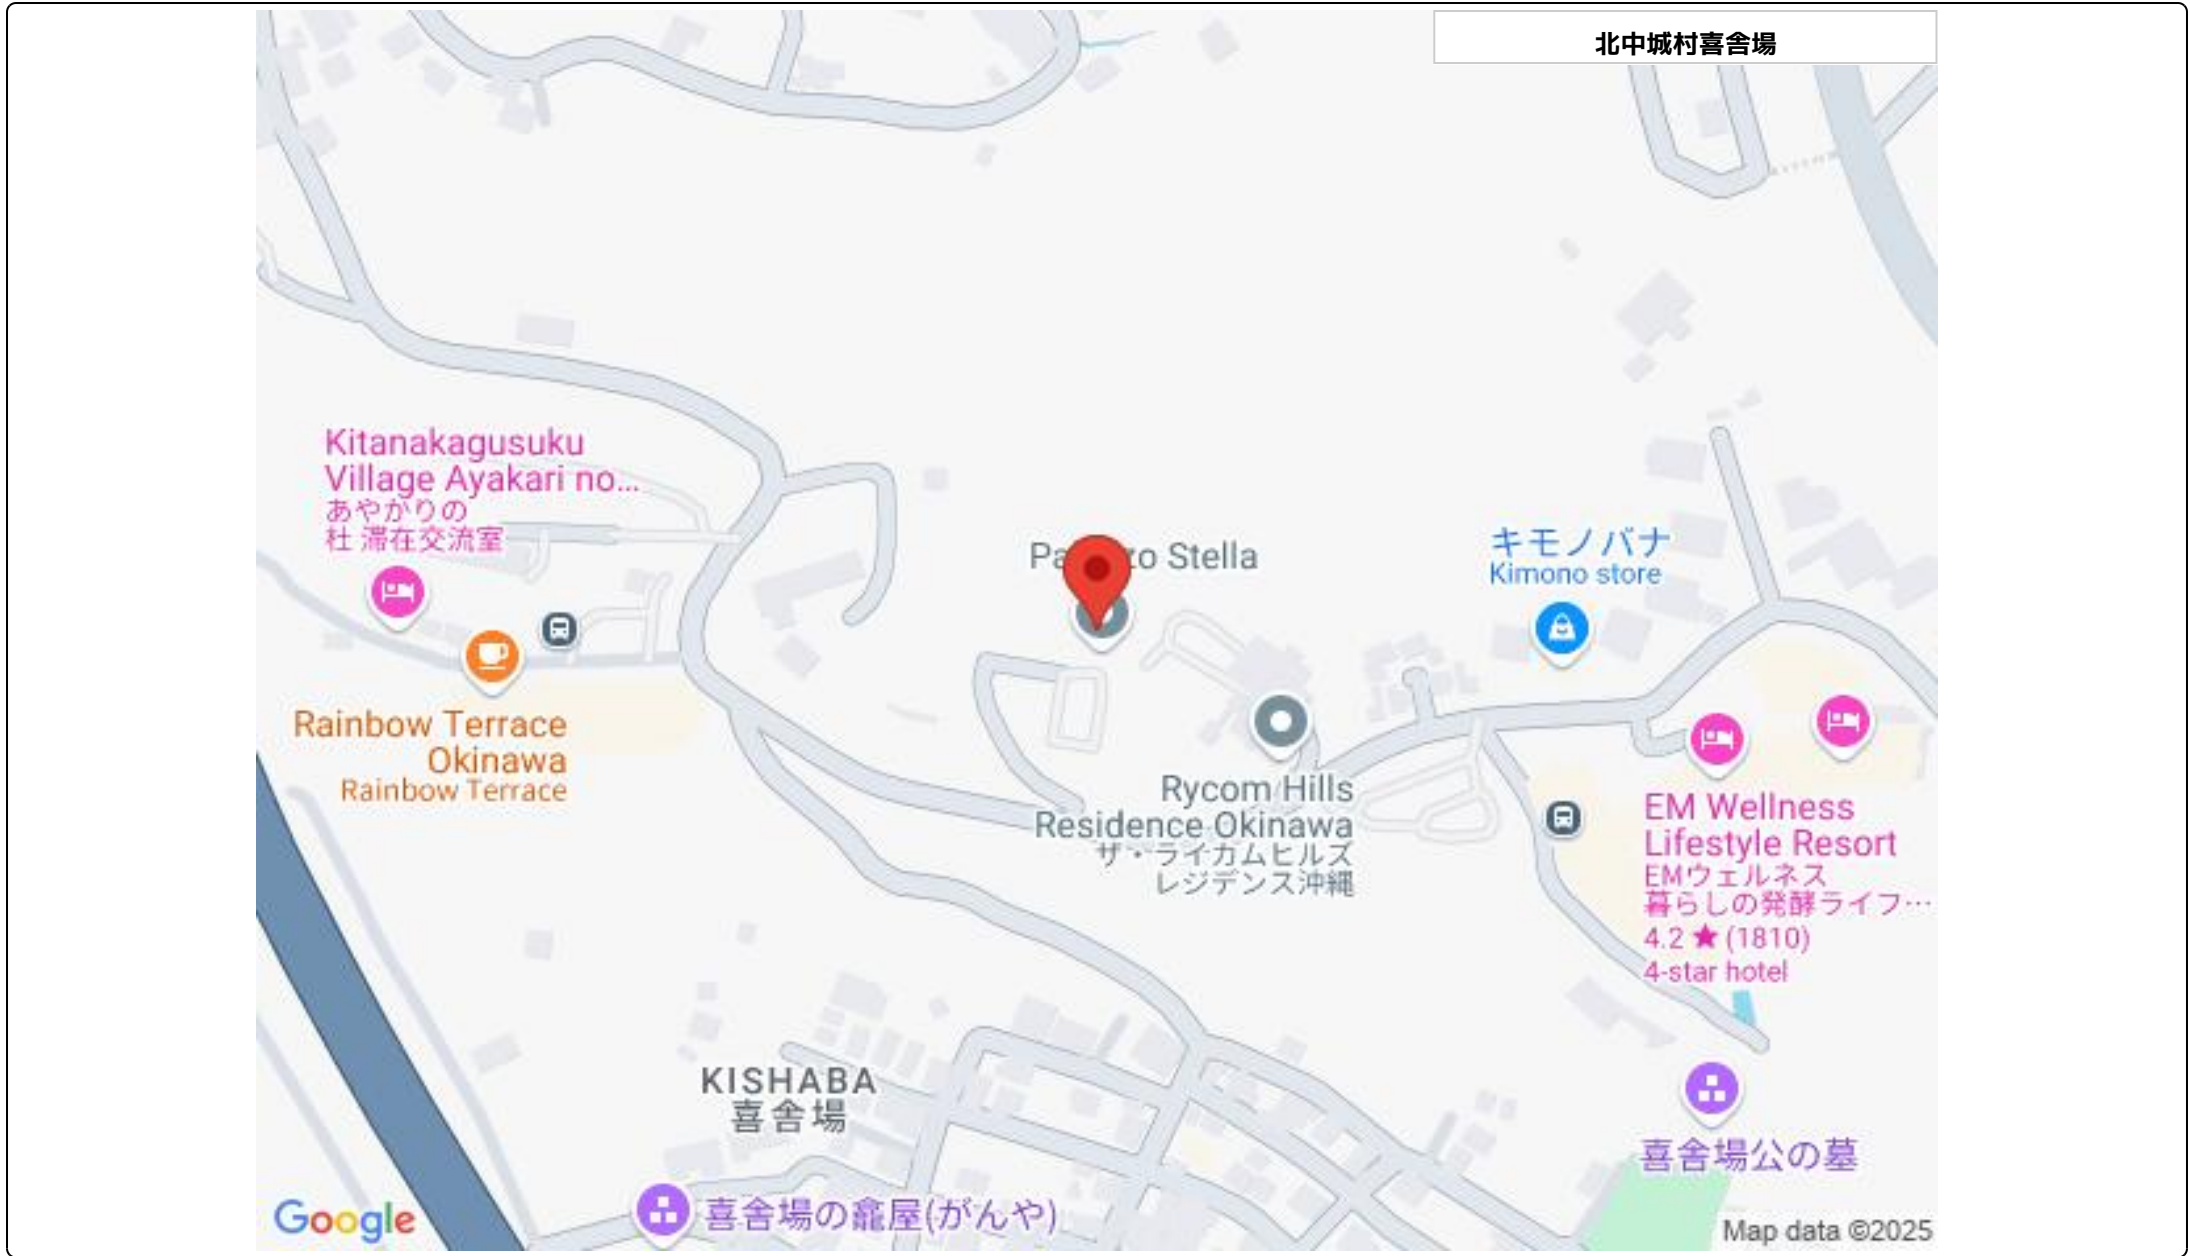 北中城村喜舎場
Kitanakagusuku
Village Ayakari no...
あやかりの
杜 滞在交流室
Stella
キモノバナ
Kimono store
Rainbow Terrace
Okinawa
Rainbow Terrace
Rycom Hills
Residence Okinawa
ザ・ライカムヒルズ
レジデンス沖縄
EM Wellness
Lifestyle Resort
EMウェルネス
暮らしの発酵ライフ…
4.2 ★ (1810)
4-star hotel
KISHABA
喜舎場
喜舎場公の墓
喜舎場の龕屋(がんや)
Google
Map data ©2025